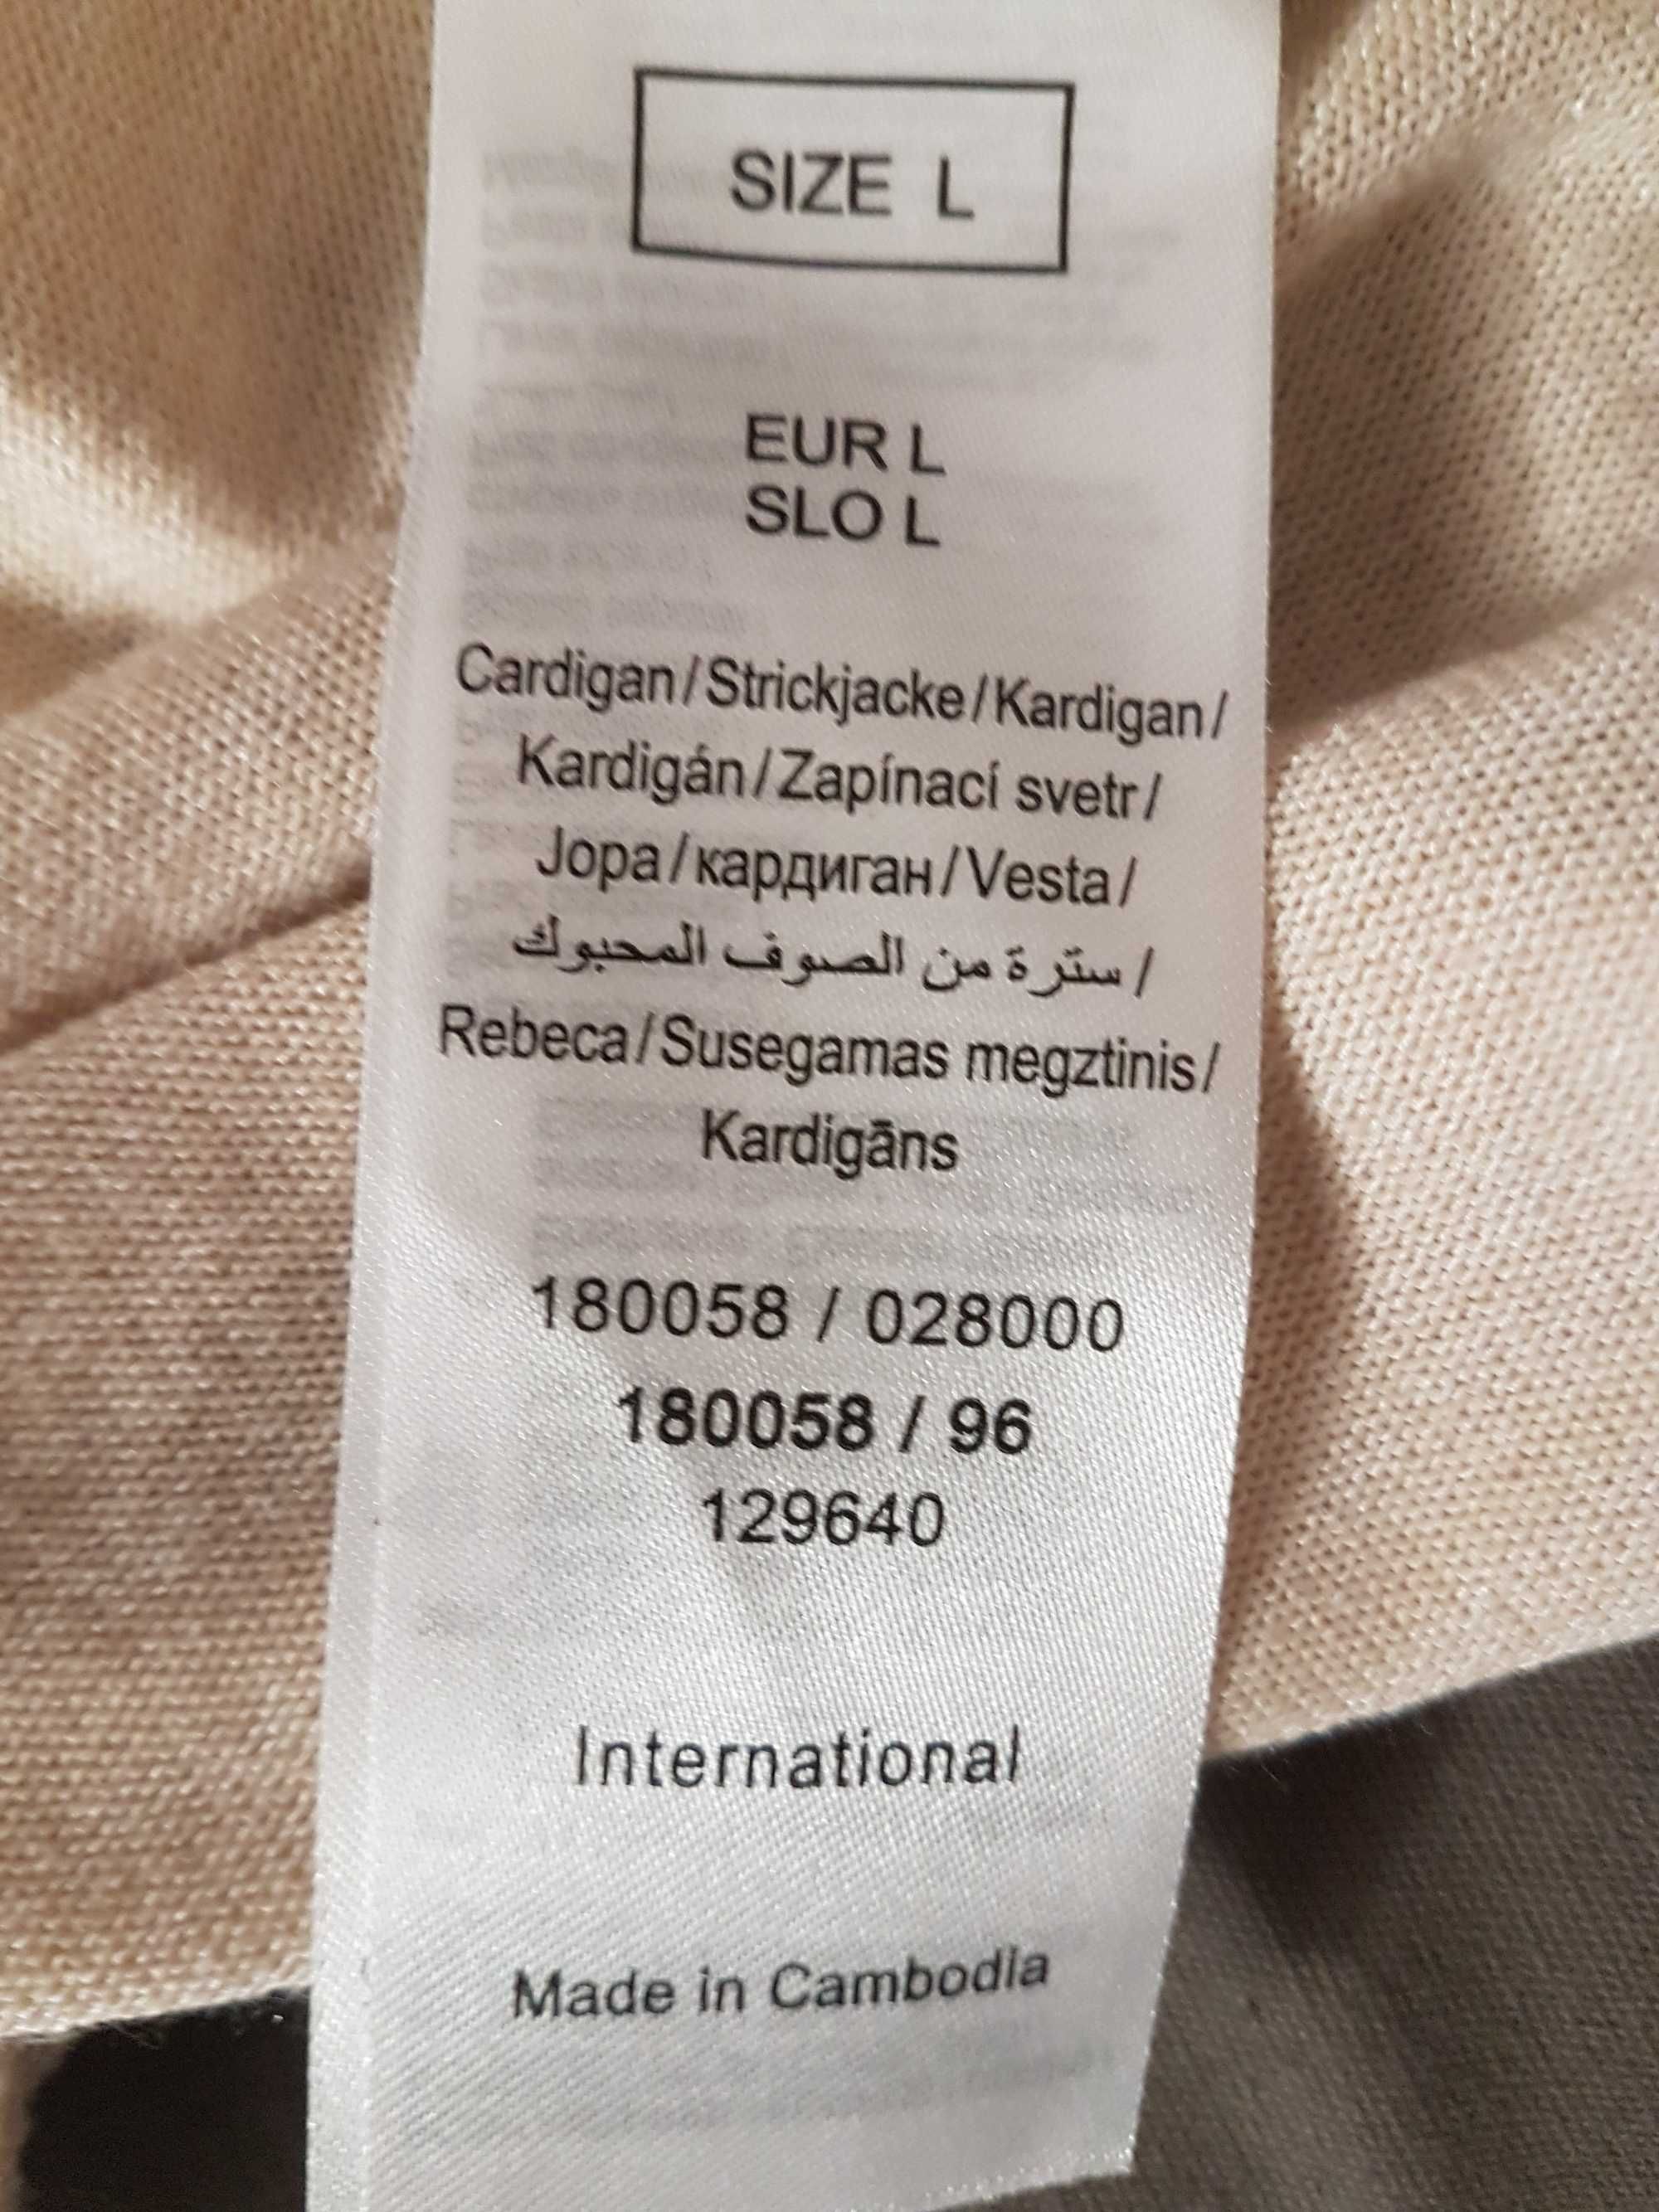 SIZE L
EUR L
SLO L
Cardigan/Strickjacke/Kardigan/
Kardigán/Zapínací svetr/
Jopa/кардиган/Vesta/
/ سترة من الصوف المحبوك
Rebeca/Susegamas megztinis/
Kardigāns
180058 / 028000
180058 / 96
129640
International
Made in Cambodia